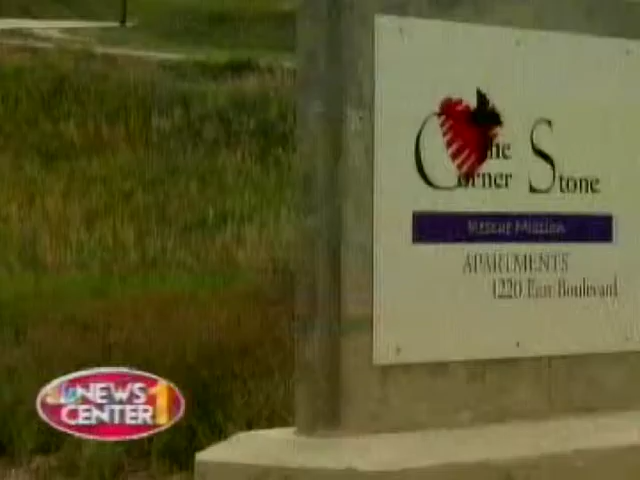 The
Corner Stone
Rescue Mission
APARTMENTS
1220 East Boulevard
NEWS
CENTER 1